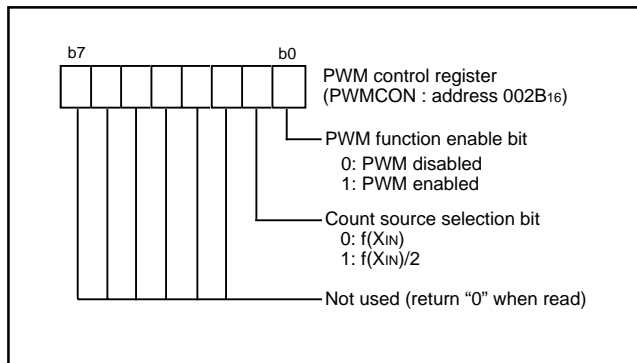 b7 b0
PWM control register
(PWMCON : address 002B16)
PWM function enable bit
0: PWM disabled
1: PWM enabled
Count source selection bit
0: f(XIN)
1: f(XIN)/2
Not used (return “0” when read)